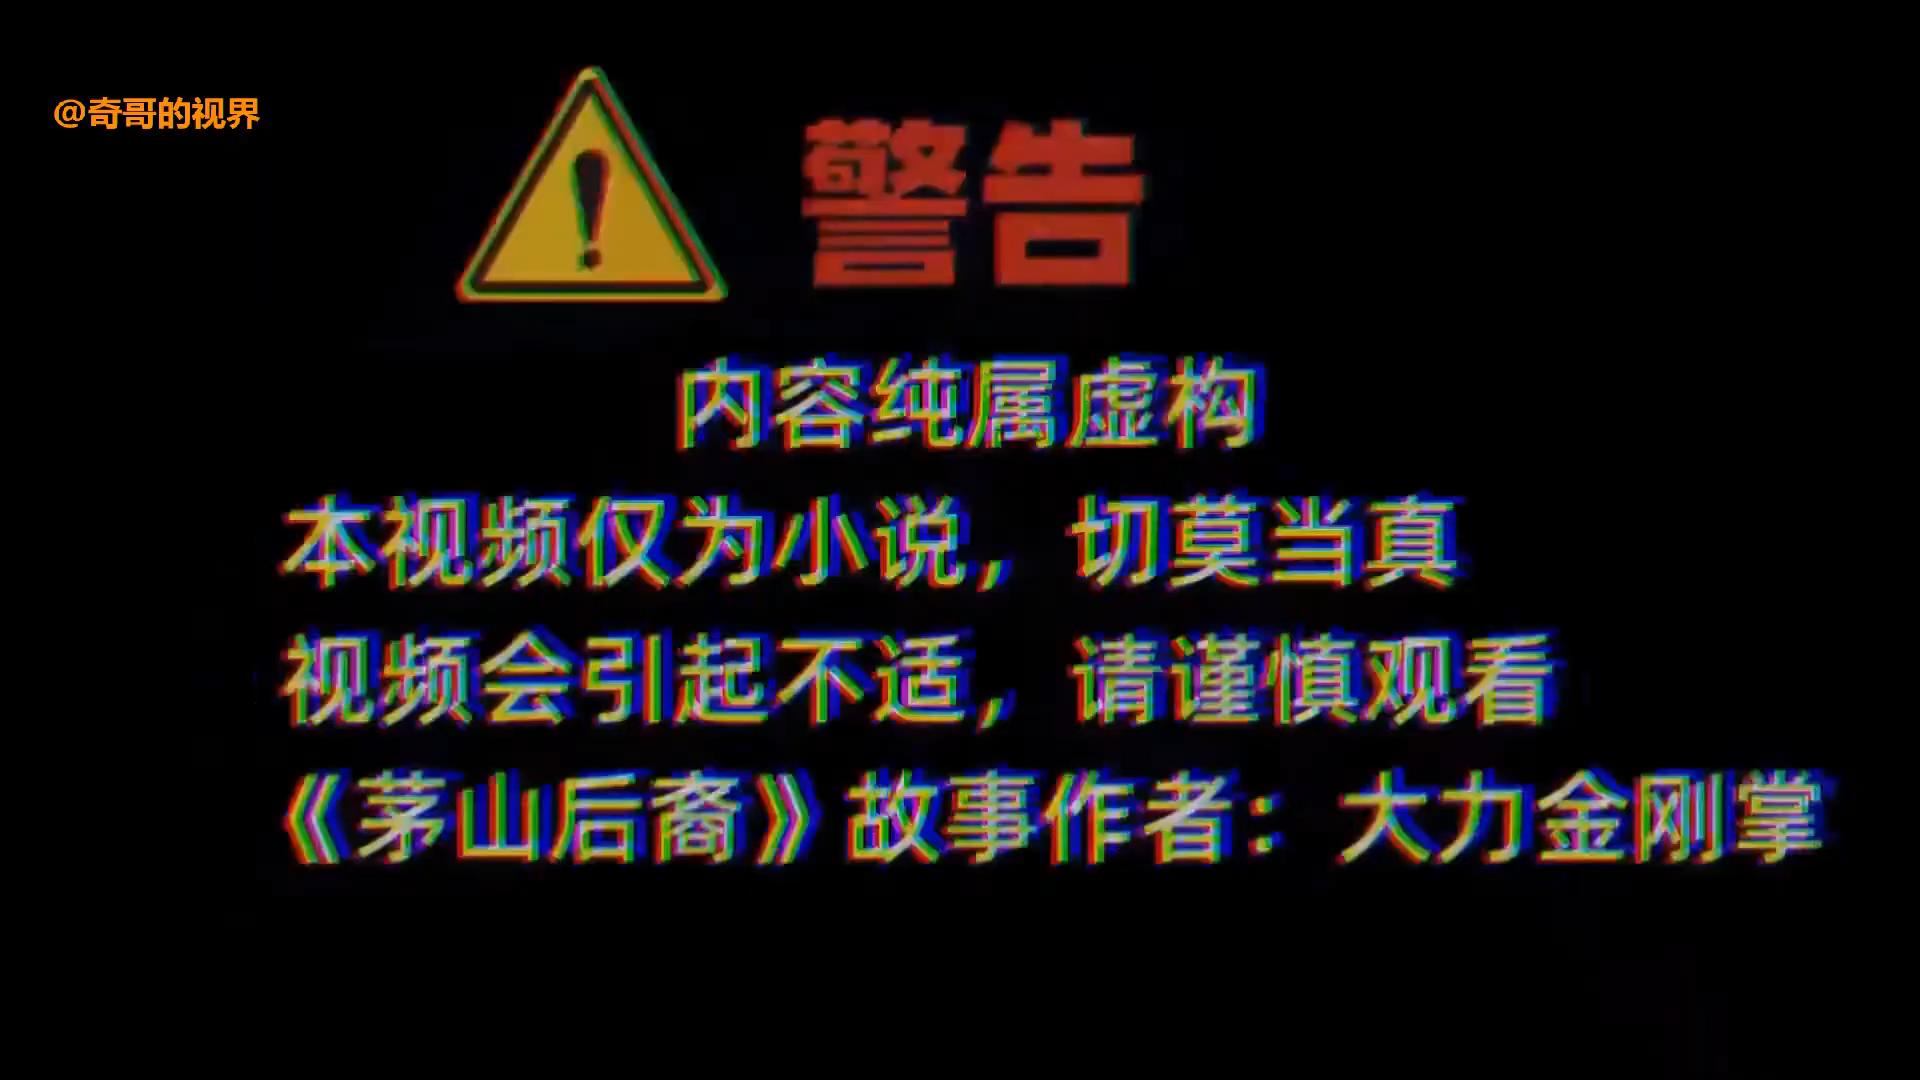 @奇哥的视界
警告
内容纯属虚构
本视频仅为小说，切莫当真
视频会引起不适，请谨慎观看
《茅山后裔》故事作者：大力金刚掌